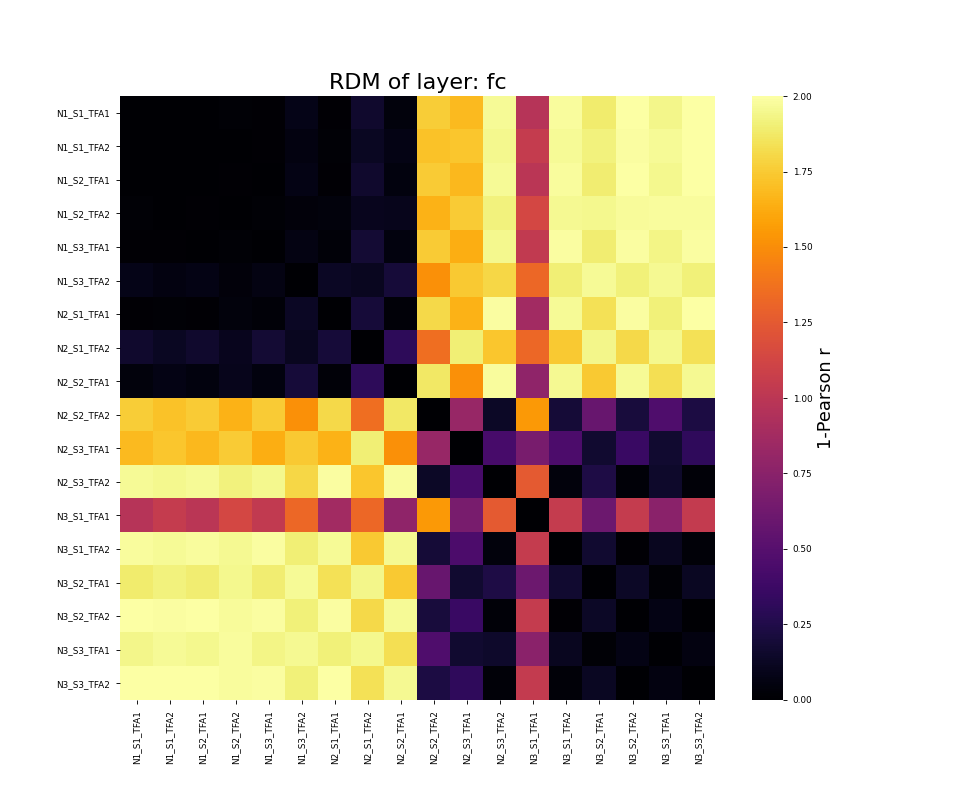 RDM of layer: fc
N1_S1_TFA1
N1_S1_TFA2
N1_S2_TFA1
N1_S2_TFA2
N1_S3_TFA1
N1_S3_TFA2
N2_S1_TFA1
N2_S1_TFA2
N2_S2_TFA1
N2_S2_TFA2
N2_S3_TFA1
N2_S3_TFA2
N3_S1_TFA1
N3_S1_TFA2
N3_S2_TFA1
N3_S2_TFA2
N3_S3_TFA1
N3_S3_TFA2
N1_S1_TFA1
N1_S1_TFA2
N1_S2_TFA1
N1_S2_TFA2
N1_S3_TFA1
N1_S3_TFA2
N2_S1_TFA1
N2_S1_TFA2
N2_S2_TFA1
N2_S2_TFA2
N2_S3_TFA1
N2_S3_TFA2
N3_S1_TFA1
N3_S1_TFA2
N3_S2_TFA1
N3_S2_TFA2
N3_S3_TFA1
N3_S3_TFA2
2.00
1.75
1.50
1.25
1.00
0.75
0.50
0.25
0.00
1-Pearson r